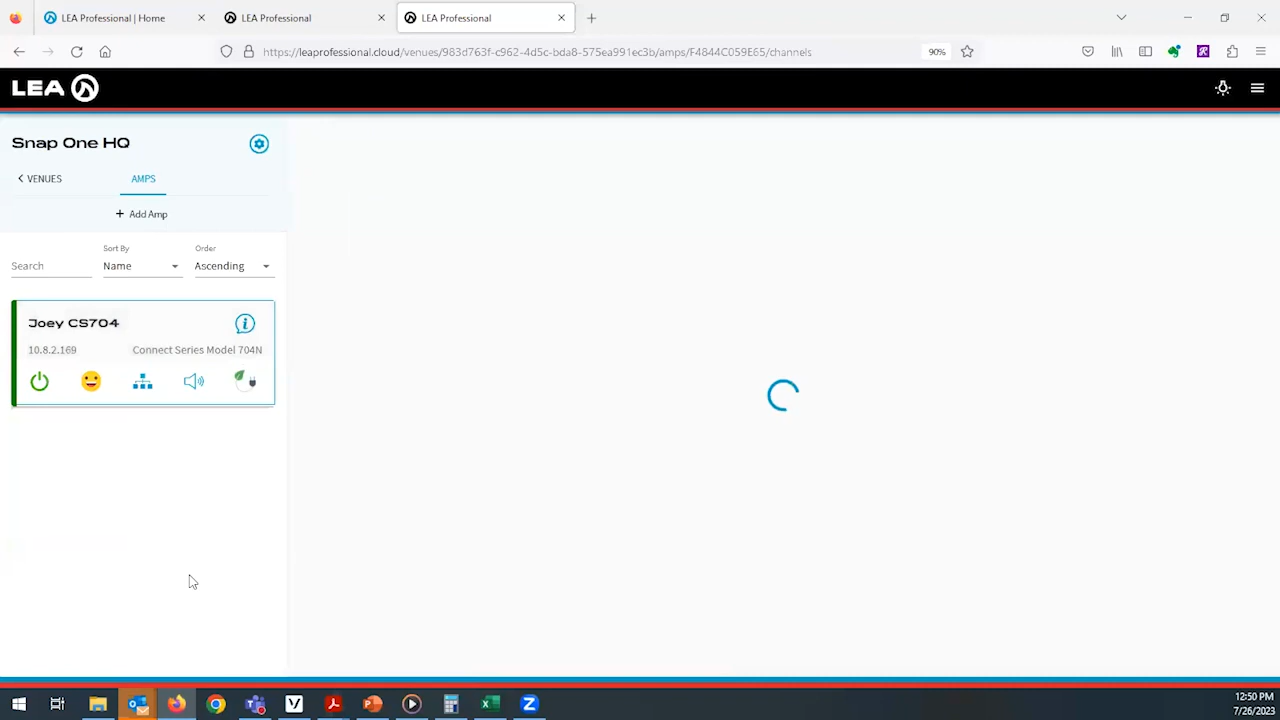 LEA Professional | Home
LEA Professional
LEA Professional
https://leaprofessional.cloud/venues/983d763f-c962-4d5c-bda8-575ea991ec3b/amps/F4844C059E65/channels
90%
LEA
Snap One HQ
VENUES
AMPS
+ Add Amp
Sort By
Order
Search
Name
Ascending
Joey CS704
10.8.2.169
Connect Series Model 704N
12:50 PM
7/26/2023